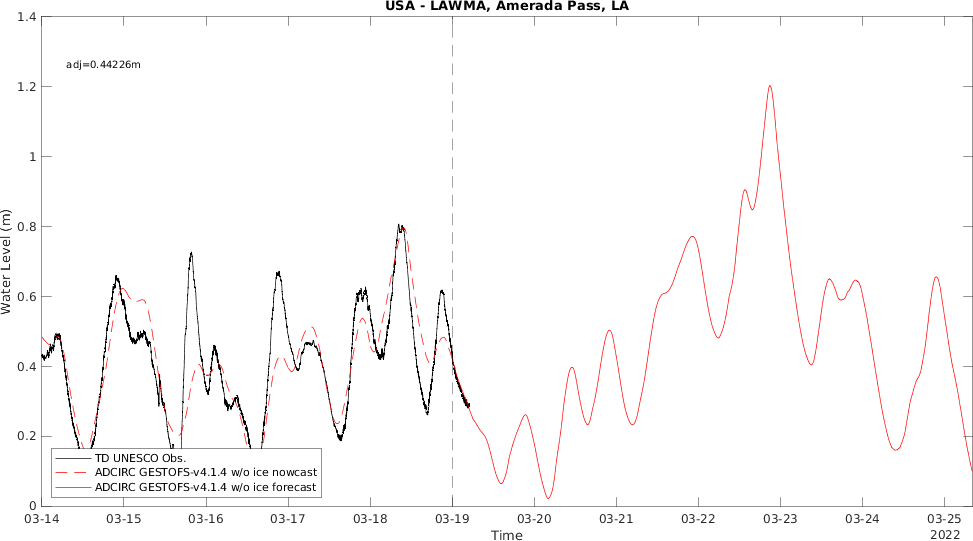 USA - LAWMA, Amerada Pass, LA
1.4
adj=0.44226m
1.2
1
0.8
Water Level (m)
0.6
0.4
0.2
TD UNESCO Obs.
ADCIRC GESTOFS-v4.1.4 w/o ice nowcast
ADCIRC GESTOFS-v4.1.4 w/o ice forecast
0
03-14 03-15 03-16 03-17 03-18 03-19 03-20 03-21 03-22 03-23 03-24 03-25
Time 2022